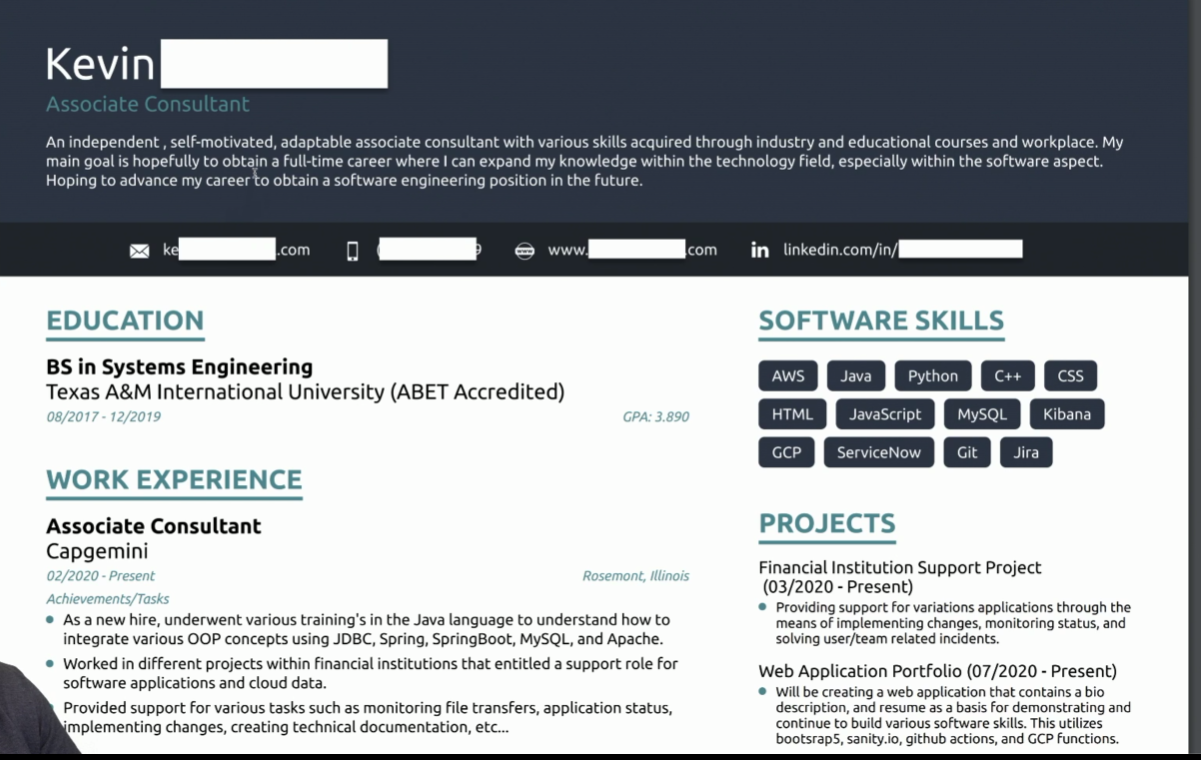 Kevin
Associate Consultant
An independent , self-motivated, adaptable associate consultant with various skills acquired through industry and educational courses and workplace. My
main goal is hopefully to obtain a full-time career where I can expand my knowledge within the technology field, especially within the software aspect.
Hoping to advance my career to obtain a software engineering position in the future.
ke .com ( 9 www. .com in linkedin.com/in/
EDUCATION
BS in Systems Engineering
Texas A&M International University (ABET Accredited)
08/2017 - 12/2019 GPA: 3.890
WORK EXPERIENCE
Associate Consultant
Capgemini
02/2020 - Present Rosemont, Illinois
Achievements/Tasks
As a new hire, underwent various training's in the Java language to understand how to
integrate various OOP concepts using JDBC, Spring, SpringBoot, MySQL, and Apache.
Worked in different projects within financial institutions that entitled a support role for
software applications and cloud data.
Provided support for various tasks such as monitoring file transfers, application status,
implementing changes, creating technical documentation, etc...
SOFTWARE SKILLS
AWS Java Python C++ CSS
HTML JavaScript MySQL Kibana
GCP ServiceNow Git Jira
PROJECTS
Financial Institution Support Project
(03/2020 - Present)
Providing support for variations applications through the
means of implementing changes, monitoring status, and
solving user/team related incidents.
Web Application Portfolio (07/2020 - Present)
Will be creating a web application that contains a bio
description, and resume as a basis for demonstrating and
continue to build various software skills. This utilizes
bootsrap5, sanity.io, github actions, and GCP functions.